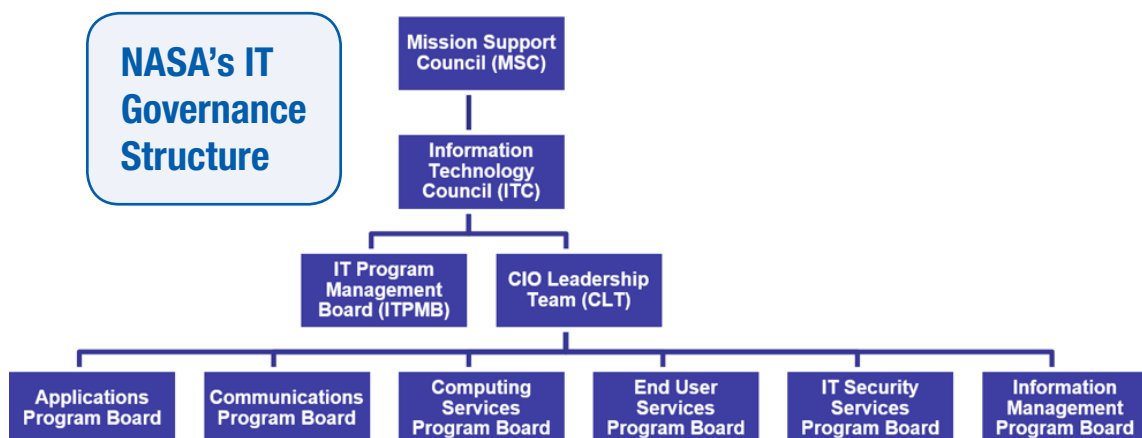 NASA’s IT
Governance
Structure
Mission Support
Council (MSC)
Information
Technology
Council (ITC)
IT Program
Management
Board (ITPMB)
CIO Leadership
Team (CLT)
Applications
Program Board
Communications
Program Board
Computing
Services
Program Board
End User
Services
Program Board
IT Security
Services
Program Board
Information
Management
Program Board